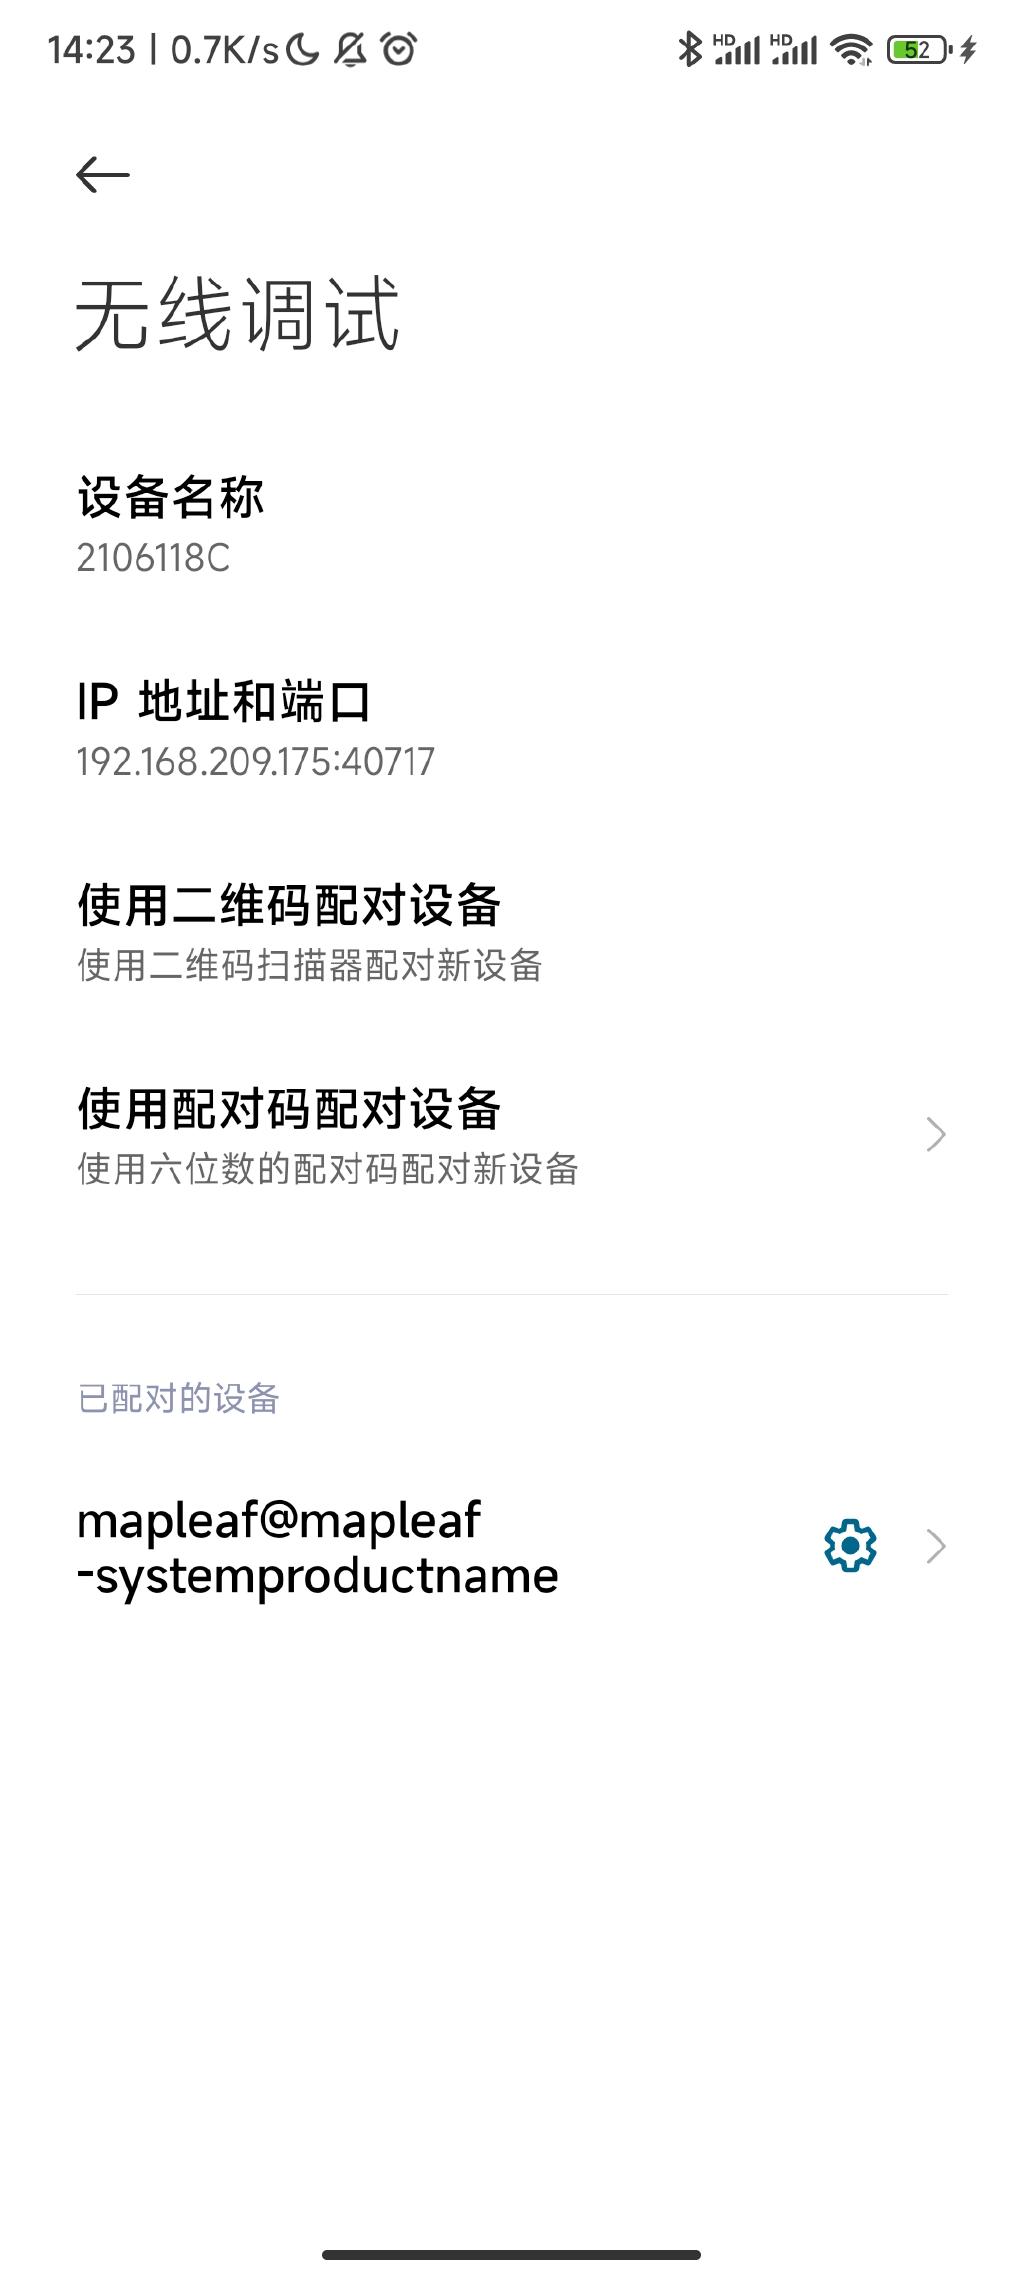 14:23 | 0.7K/s
HD HD 52
无线调试
设备名称
2106118C
IP 地址和端口
192.168.209.175:40717
使用二维码配对设备
使用二维码扫描器配对新设备
使用配对码配对设备
使用六位数的配对码配对新设备
已配对的设备
mapleaf@mapleaf
-systemproductname